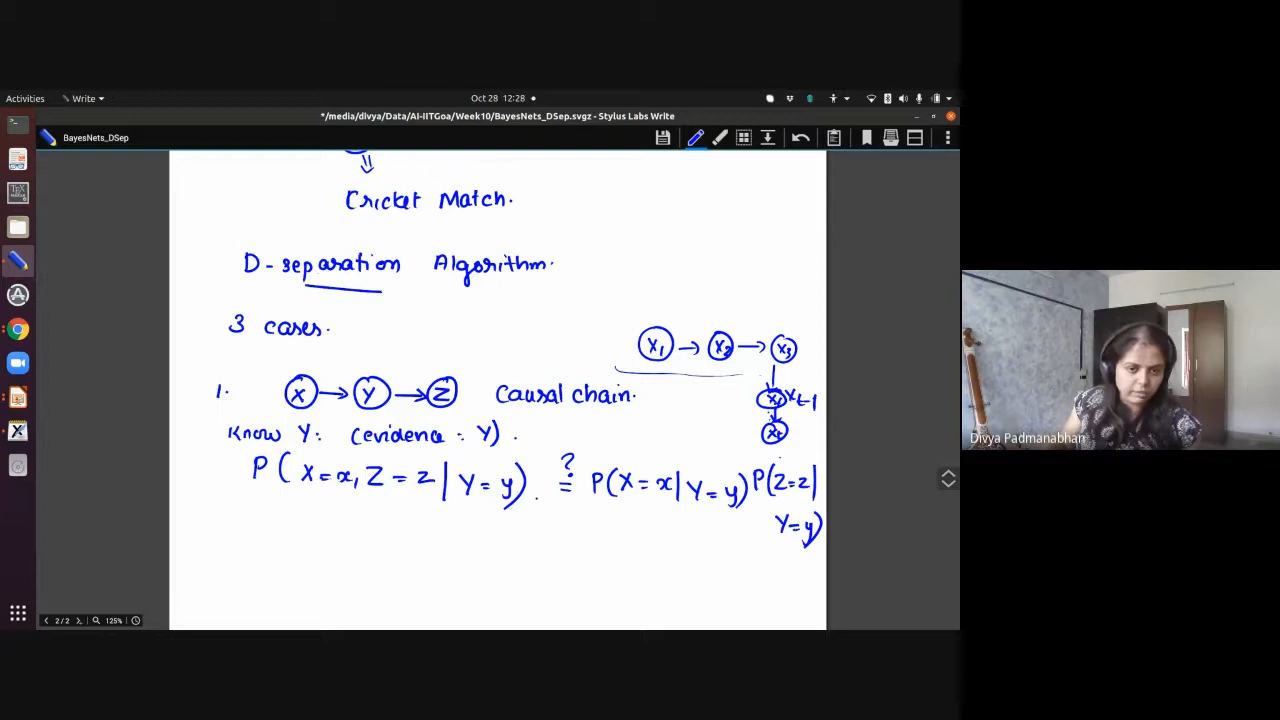 Activities
Write
Oct 28 12:28
*/media/divya/Data/AI-IITGoa/Week10/BayesNets_DSep.svgz - Stylus Labs Write
BayesNets_DSep
Cricket Match.
D-separation Algorithm.
3 cases.
X1 → X2 → X3
1. X → Y → Z Causal chain.
Xt-1
Xt
Know Y: (evidence : Y).
P( X=x, Z=z | Y=y). ?= P(X=x| Y=y) P(Z=z|
Y=y)
Divya Padmanabhan
2/2
125%